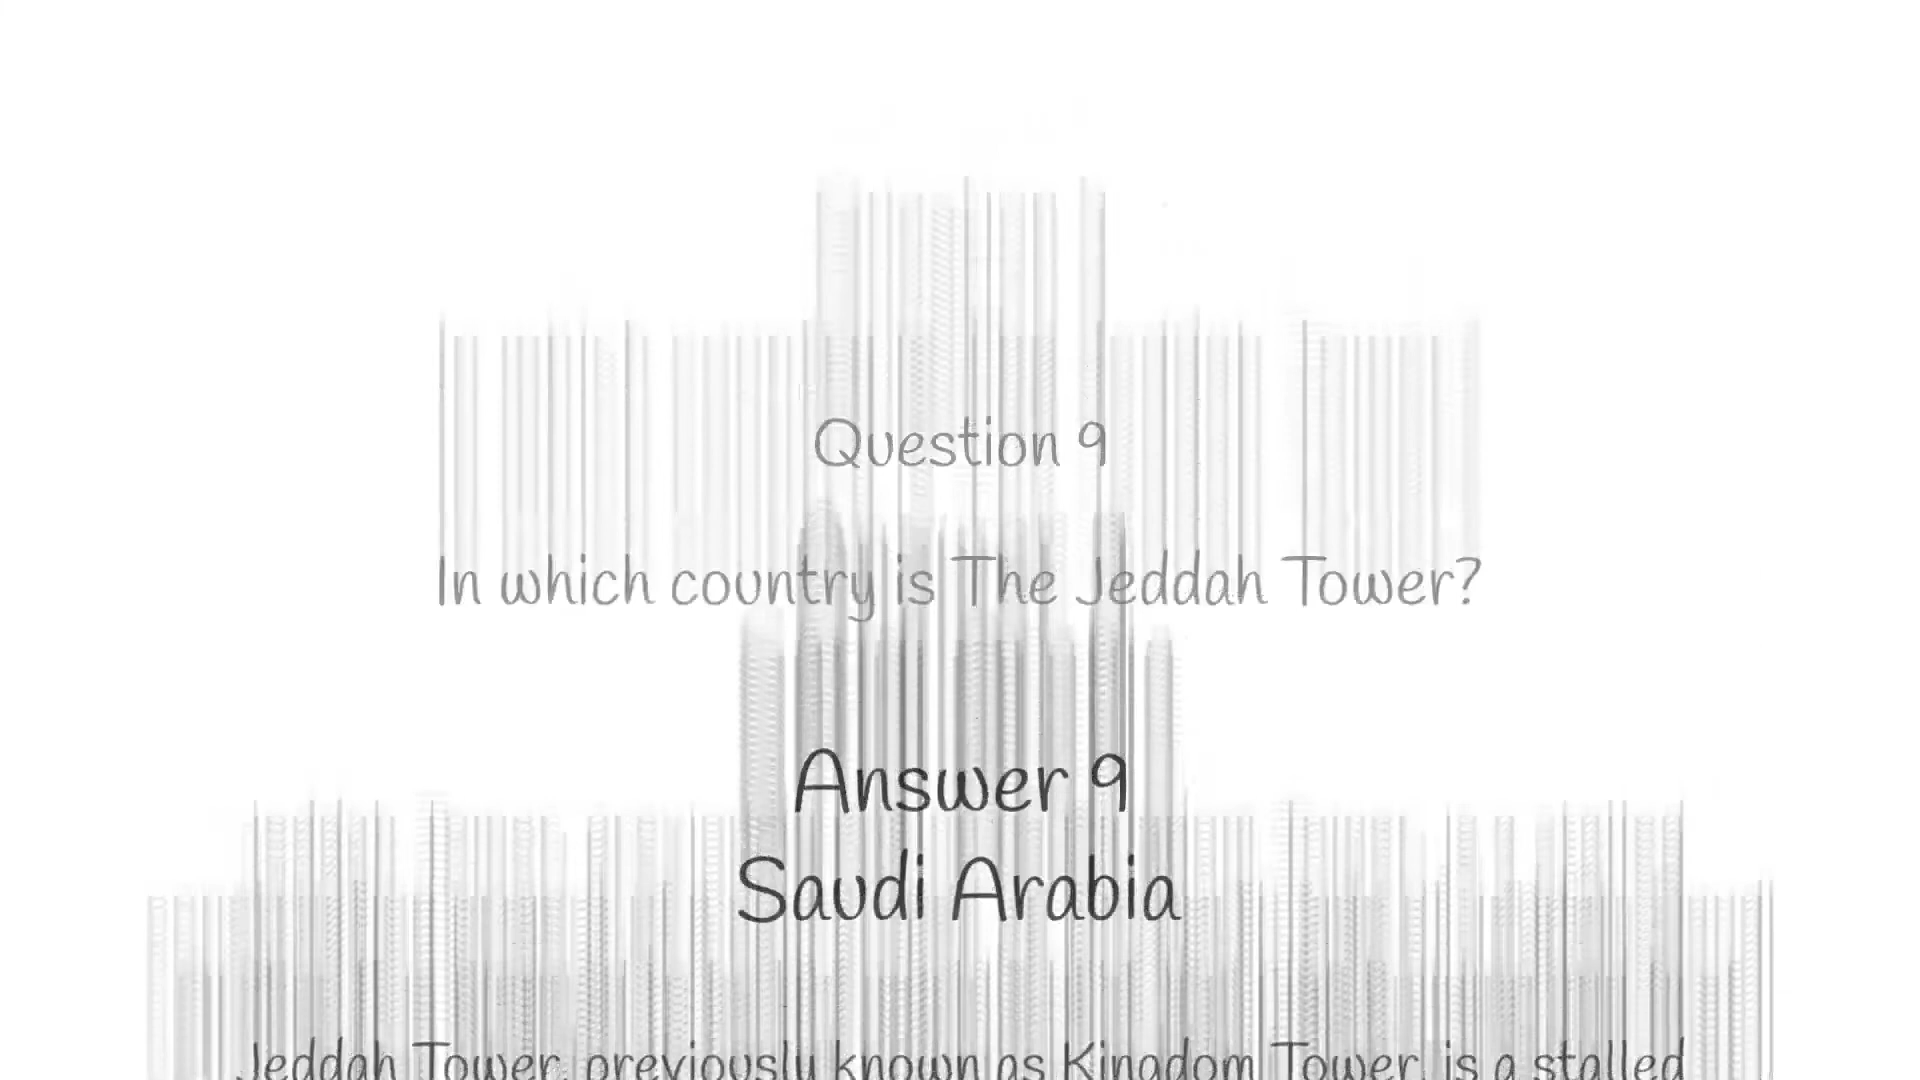 Question 9
In which country is The Jeddah Tower?
Answer 9
Saudi Arabia
Jeddah Tower, previously known as Kingdom Tower, is a stalled